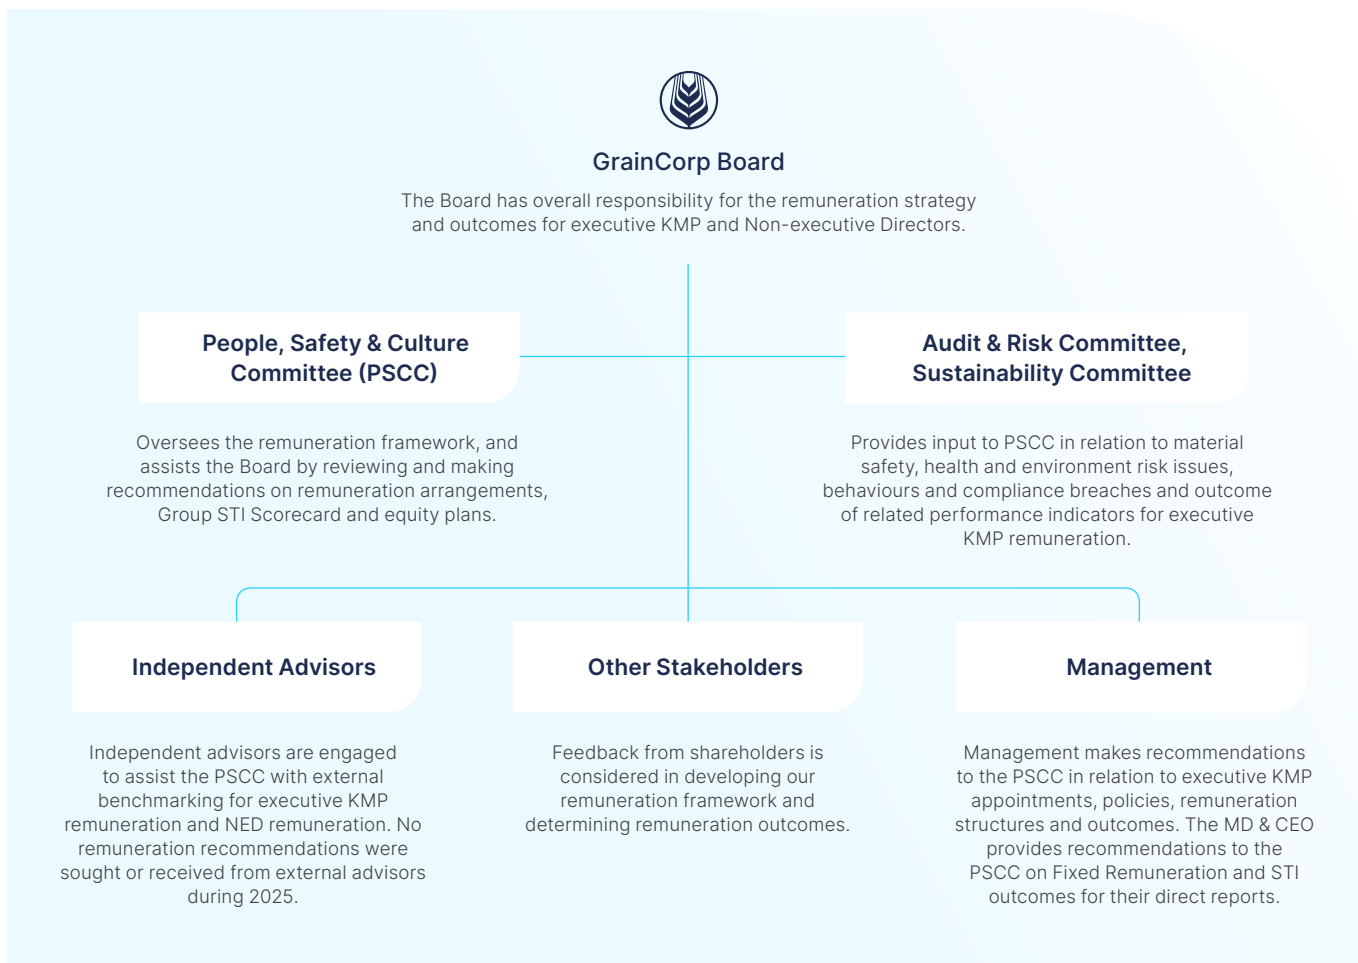 GrainCorp Board
The Board has overall responsibility for the remuneration strategy
and outcomes for executive KMP and Non-executive Directors.
People, Safety & Culture
Committee (PSCC)
Oversees the remuneration framework, and
assists the Board by reviewing and making
recommendations on remuneration arrangements,
Group STI Scorecard and equity plans.
Audit & Risk Committee,
Sustainability Committee
Provides input to PSCC in relation to material
safety, health and environment risk issues,
behaviours and compliance breaches and outcome
of related performance indicators for executive
KMP remuneration.
Independent Advisors
Independent advisors are engaged
to assist the PSCC with external
benchmarking for executive KMP
remuneration and NED remuneration. No
remuneration recommendations were
sought or received from external advisors
during 2025.
Other Stakeholders
Feedback from shareholders is
considered in developing our
remuneration framework and
determining remuneration outcomes.
Management
Management makes recommendations
to the PSCC in relation to executive KMP
appointments, policies, remuneration
structures and outcomes. The MD & CEO
provides recommendations to the
PSCC on Fixed Remuneration and STI
outcomes for their direct reports.